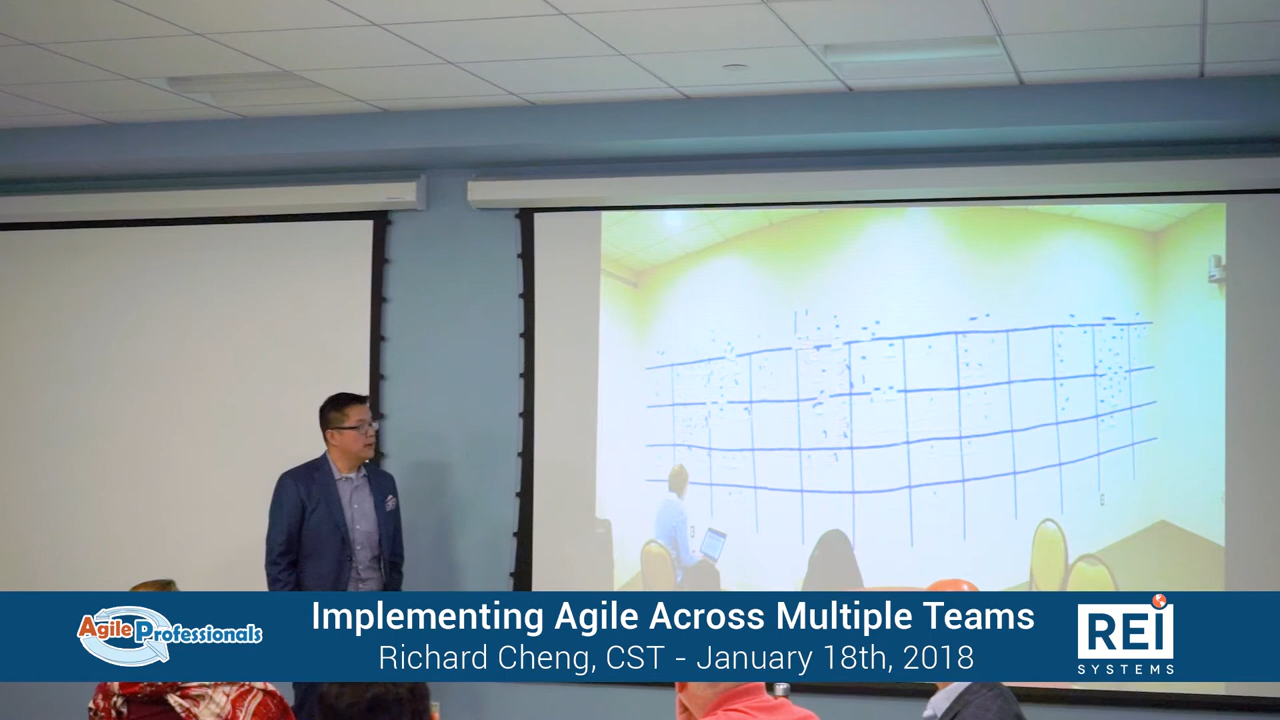 Agile Professionals
Implementing Agile Across Multiple Teams
Richard Cheng, CST - January 18th, 2018
REI
SYSTEMS